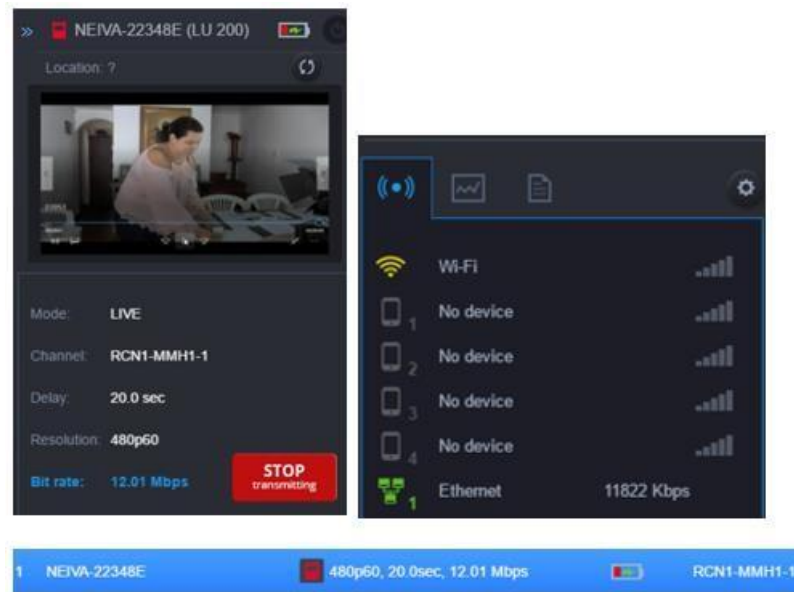 » NEIVA-22348E (LU 200)
Location: ?
Mode: LIVE
Channel: RCN1-MMH1-1
Delay: 20.0 sec
Resolution: 480p60
Bit rate: 12.01 Mbps
STOP
transmitting
Wi-Fi
1 No device
2 No device
3 No device
4 No device
1 Ethernet 11822 Kbps
1 NEIVA-22348E 480p60, 20.0sec, 12.01 Mbps RCN1-MMH1-1